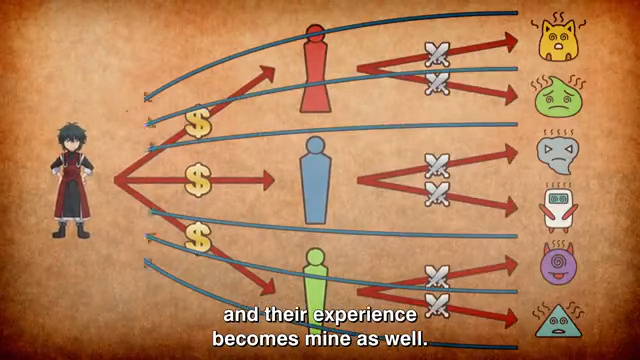 $
$
$
and their experience
becomes mine as well.